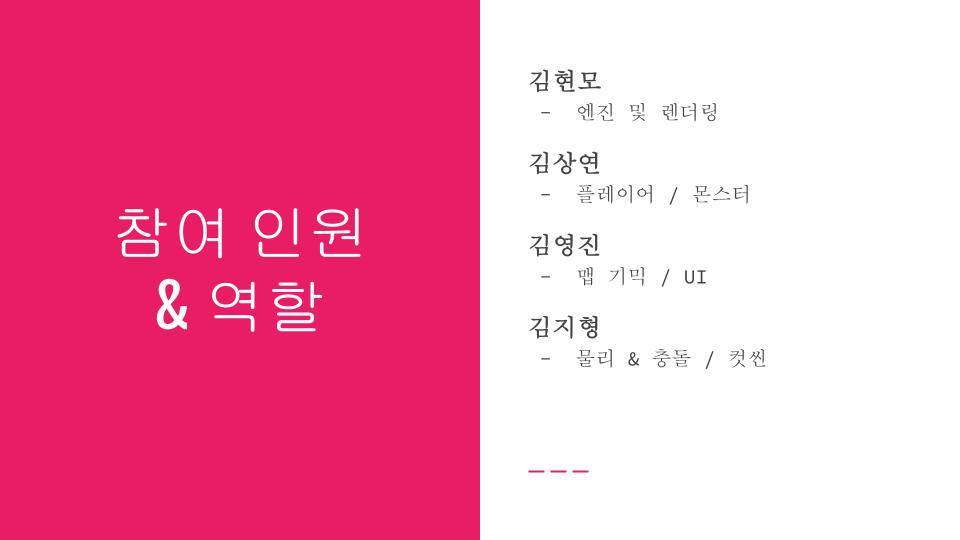 참여 인원
& 역할
김현모
- 엔진 및 렌더링
김상연
- 플레이어 / 몬스터
김영진
- 맵 기믹 / UI
김지형
- 물리 & 충돌 / 컷씬